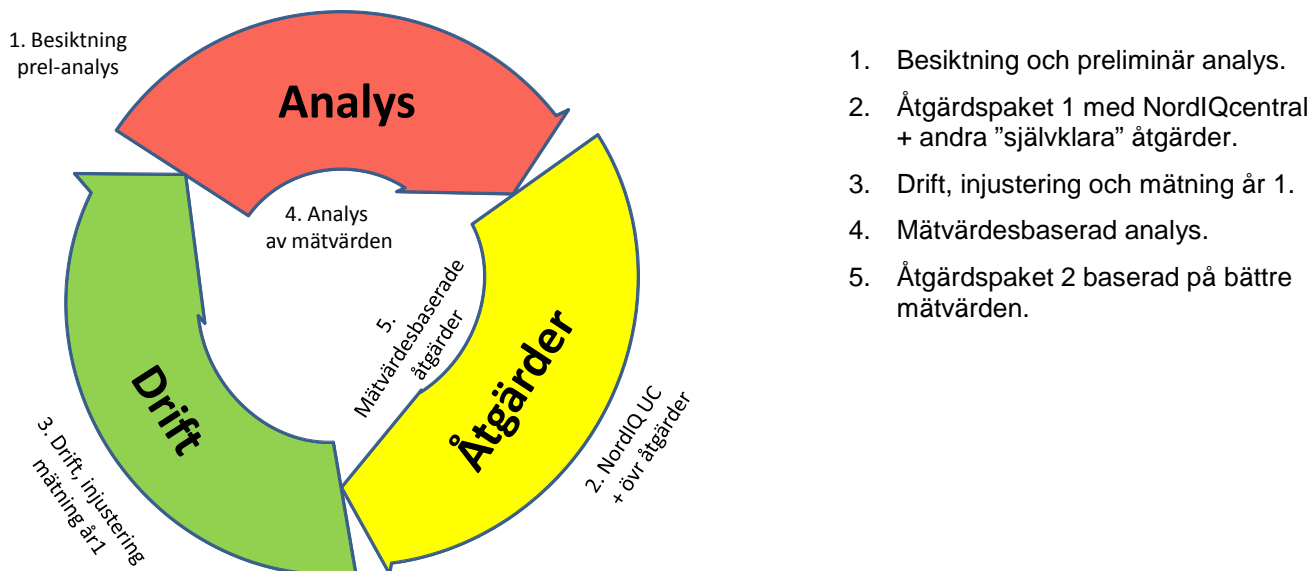 1. Besiktning
prel-analys
Analys
4. Analys
av mätvärden
5.
Mätvärdesbaserade
åtgärder
Åtgärder
2. NordIQ UC
+ övr åtgärder
Drift
3. Drift, injustering
mätning år1
1. Besiktning och preliminär analys.
2. Åtgärdspaket 1 med NordIQcentral
+ andra ”självklara” åtgärder.
3. Drift, injustering och mätning år 1.
4. Mätvärdesbaserad analys.
5. Åtgärdspaket 2 baserad på bättre
mätvärden.